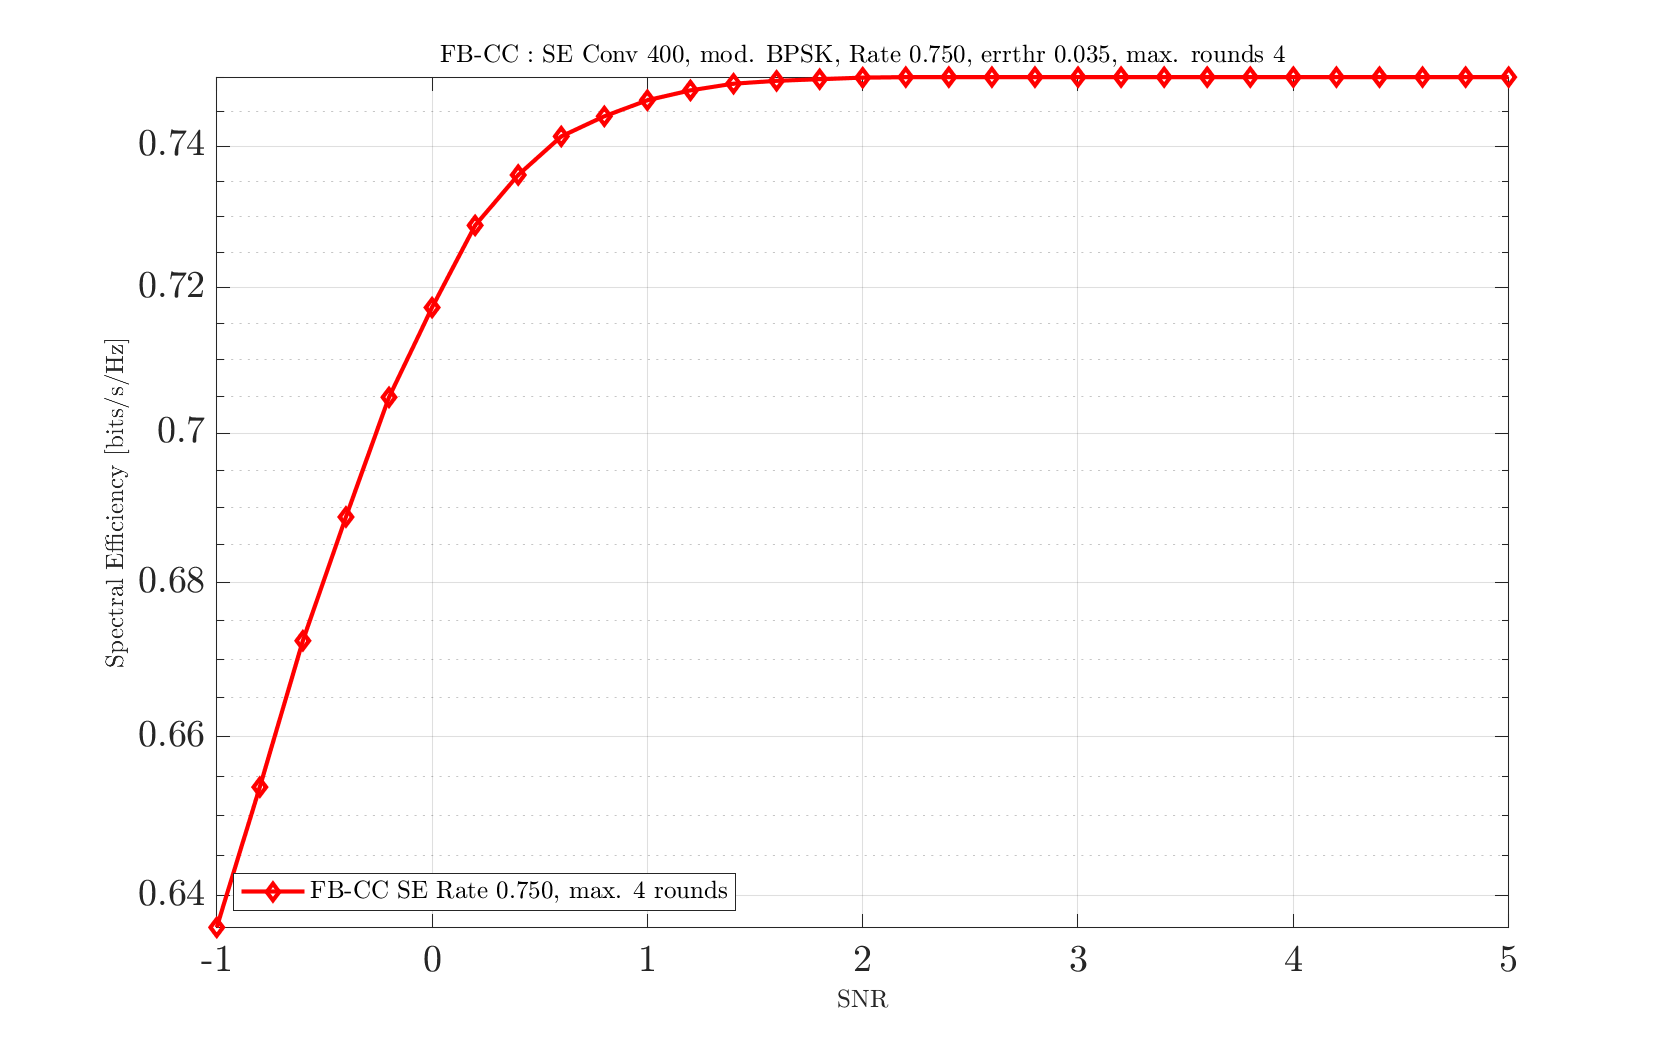 FB-CC : SE Conv 400, mod. BPSK, Rate 0.750, errthr 0.035, max. rounds 4
Spectral Efficiency [bits/s/Hz]
0.74
0.72
0.7
0.68
0.66
0.64
FB-CC SE Rate 0.750, max. 4 rounds
-1 0 1 2 3 4 5
SNR